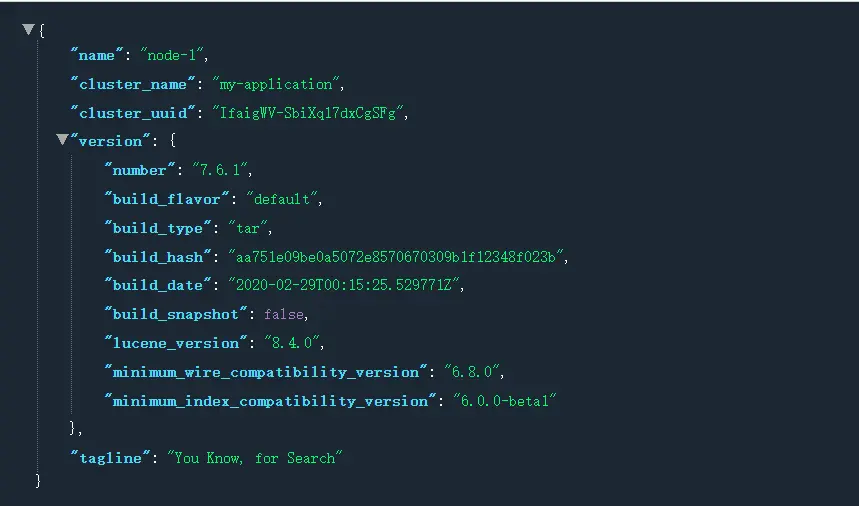 {
"name": "node-1",
"cluster_name": "my-application",
"cluster_uuid": "IfaigWV-SbiXq17dxCgSFg",
"version": {
"number": "7.6.1",
"build_flavor": "default",
"build_type": "tar",
"build_hash": "aa751e09be0a5072e8570670309b1f12348f023b",
"build_date": "2020-02-29T00:15:25.529771Z",
"build_snapshot": false,
"lucene_version": "8.4.0",
"minimum_wire_compatibility_version": "6.8.0",
"minimum_index_compatibility_version": "6.0.0-beta1"
},
"tagline": "You Know, for Search"
}